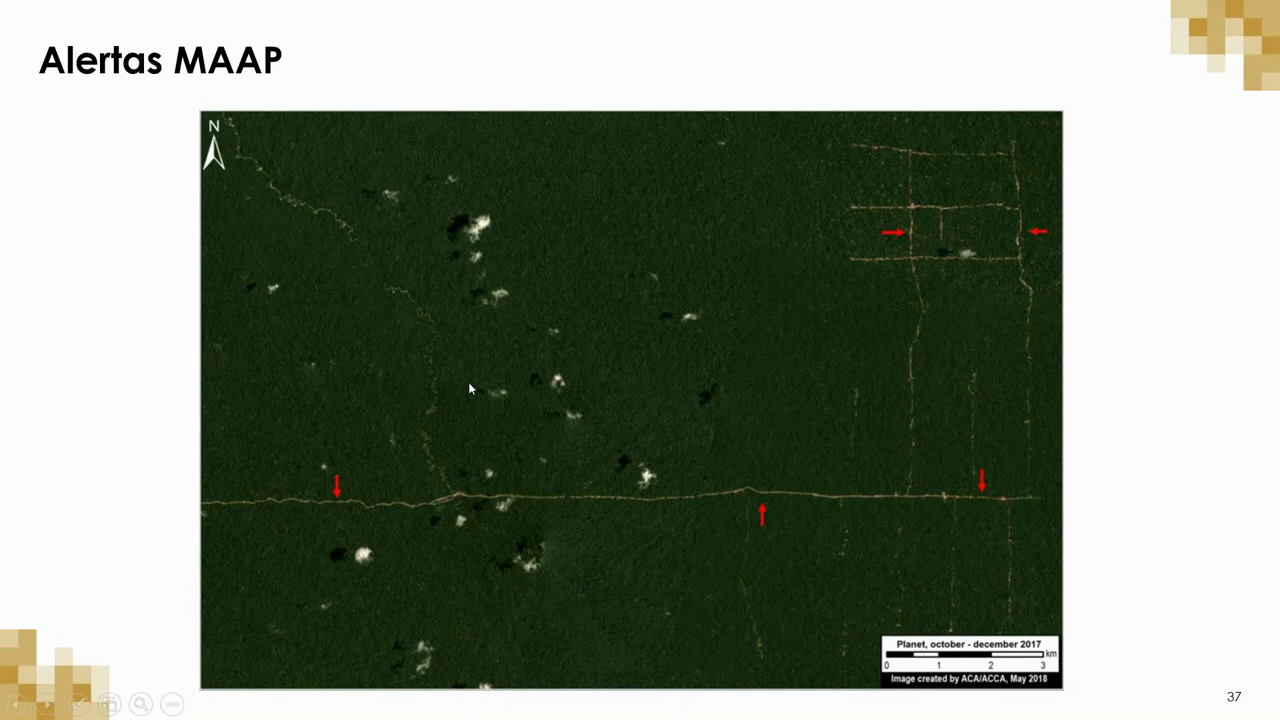 Alertas MAAP
N
Planet, october - december 2017
km
0 1 2 3
Image created by ACA/ACCA, May 2018
37